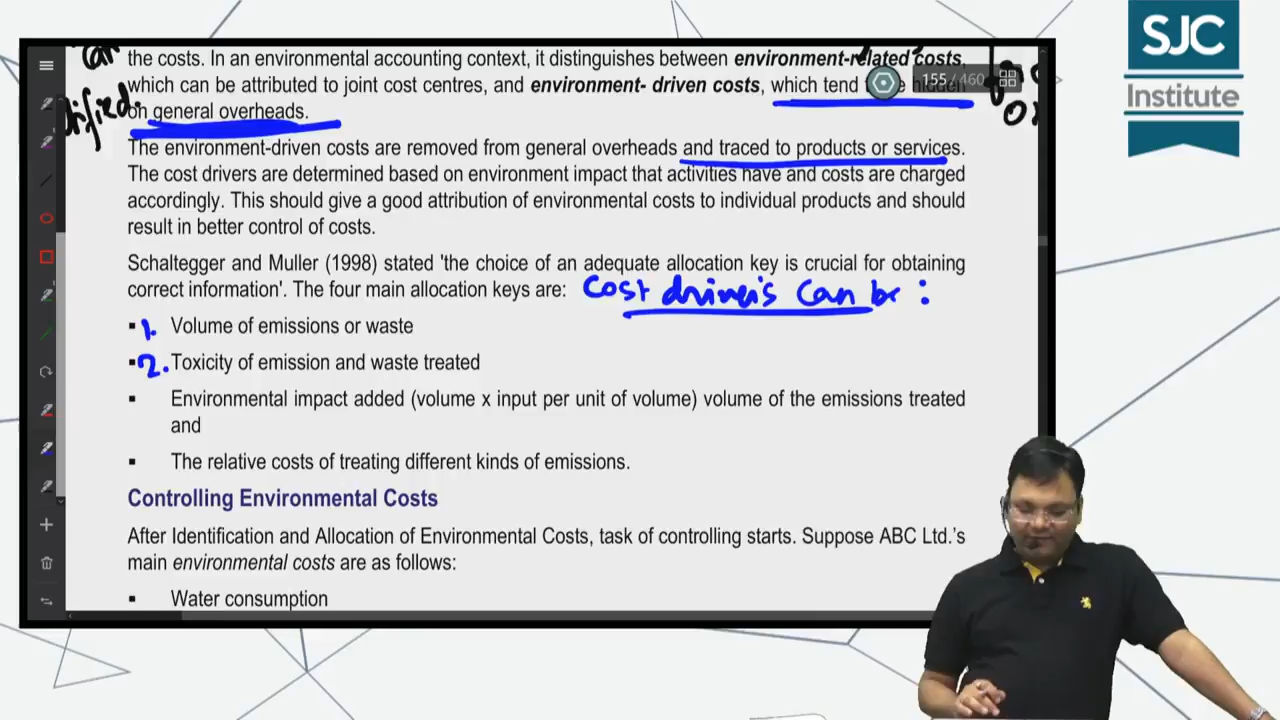 SJC
Institute
155 / 460
can
the costs. In an environmental accounting context, it distinguishes between environment-related costs,
which can be attributed to joint cost centres, and environment- driven costs, which tend hidden
on general overheads.
The environment-driven costs are removed from general overheads and traced to products or services.
The cost drivers are determined based on environment impact that activities have and costs are charged
accordingly. This should give a good attribution of environmental costs to individual products and should
result in better control of costs.
Schaltegger and Muller (1998) stated 'the choice of an adequate allocation key is crucial for obtaining
correct information'. The four main allocation keys are: Cost drivers can be :
▪ 1. Volume of emissions or waste
▪ 2. Toxicity of emission and waste treated
▪ Environmental impact added (volume x input per unit of volume) volume of the emissions treated
and
▪ The relative costs of treating different kinds of emissions.
Controlling Environmental Costs
After Identification and Allocation of Environmental Costs, task of controlling starts. Suppose ABC Ltd.'s
main environmental costs are as follows:
▪ Water consumption